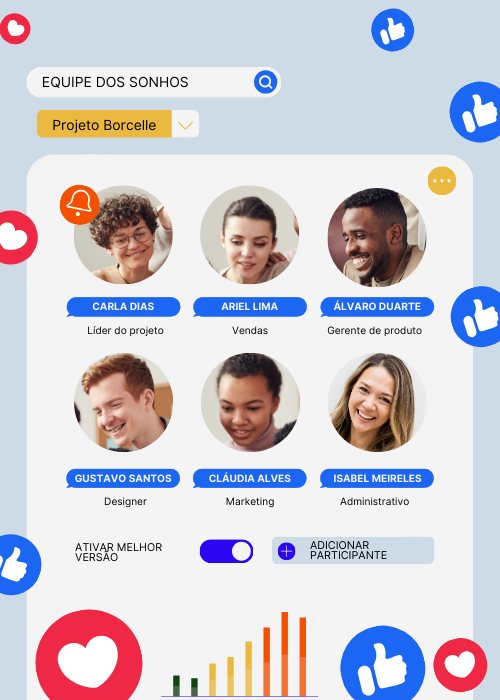 EQUIPE DOS SONHOS
Projeto Borcelle
CARLA DIAS
ARIEL LIMA
ÁLVARO DUARTE
Líder do projeto
Vendas
Gerente de produto
GUSTAVO SANTOS
CLÁUDIA ALVES
ISABEL MEIRELES
Designer
Marketing
Administrativo
ATIVAR MELHOR
VERSÃO
ADICIONAR
PARTICIPANTE